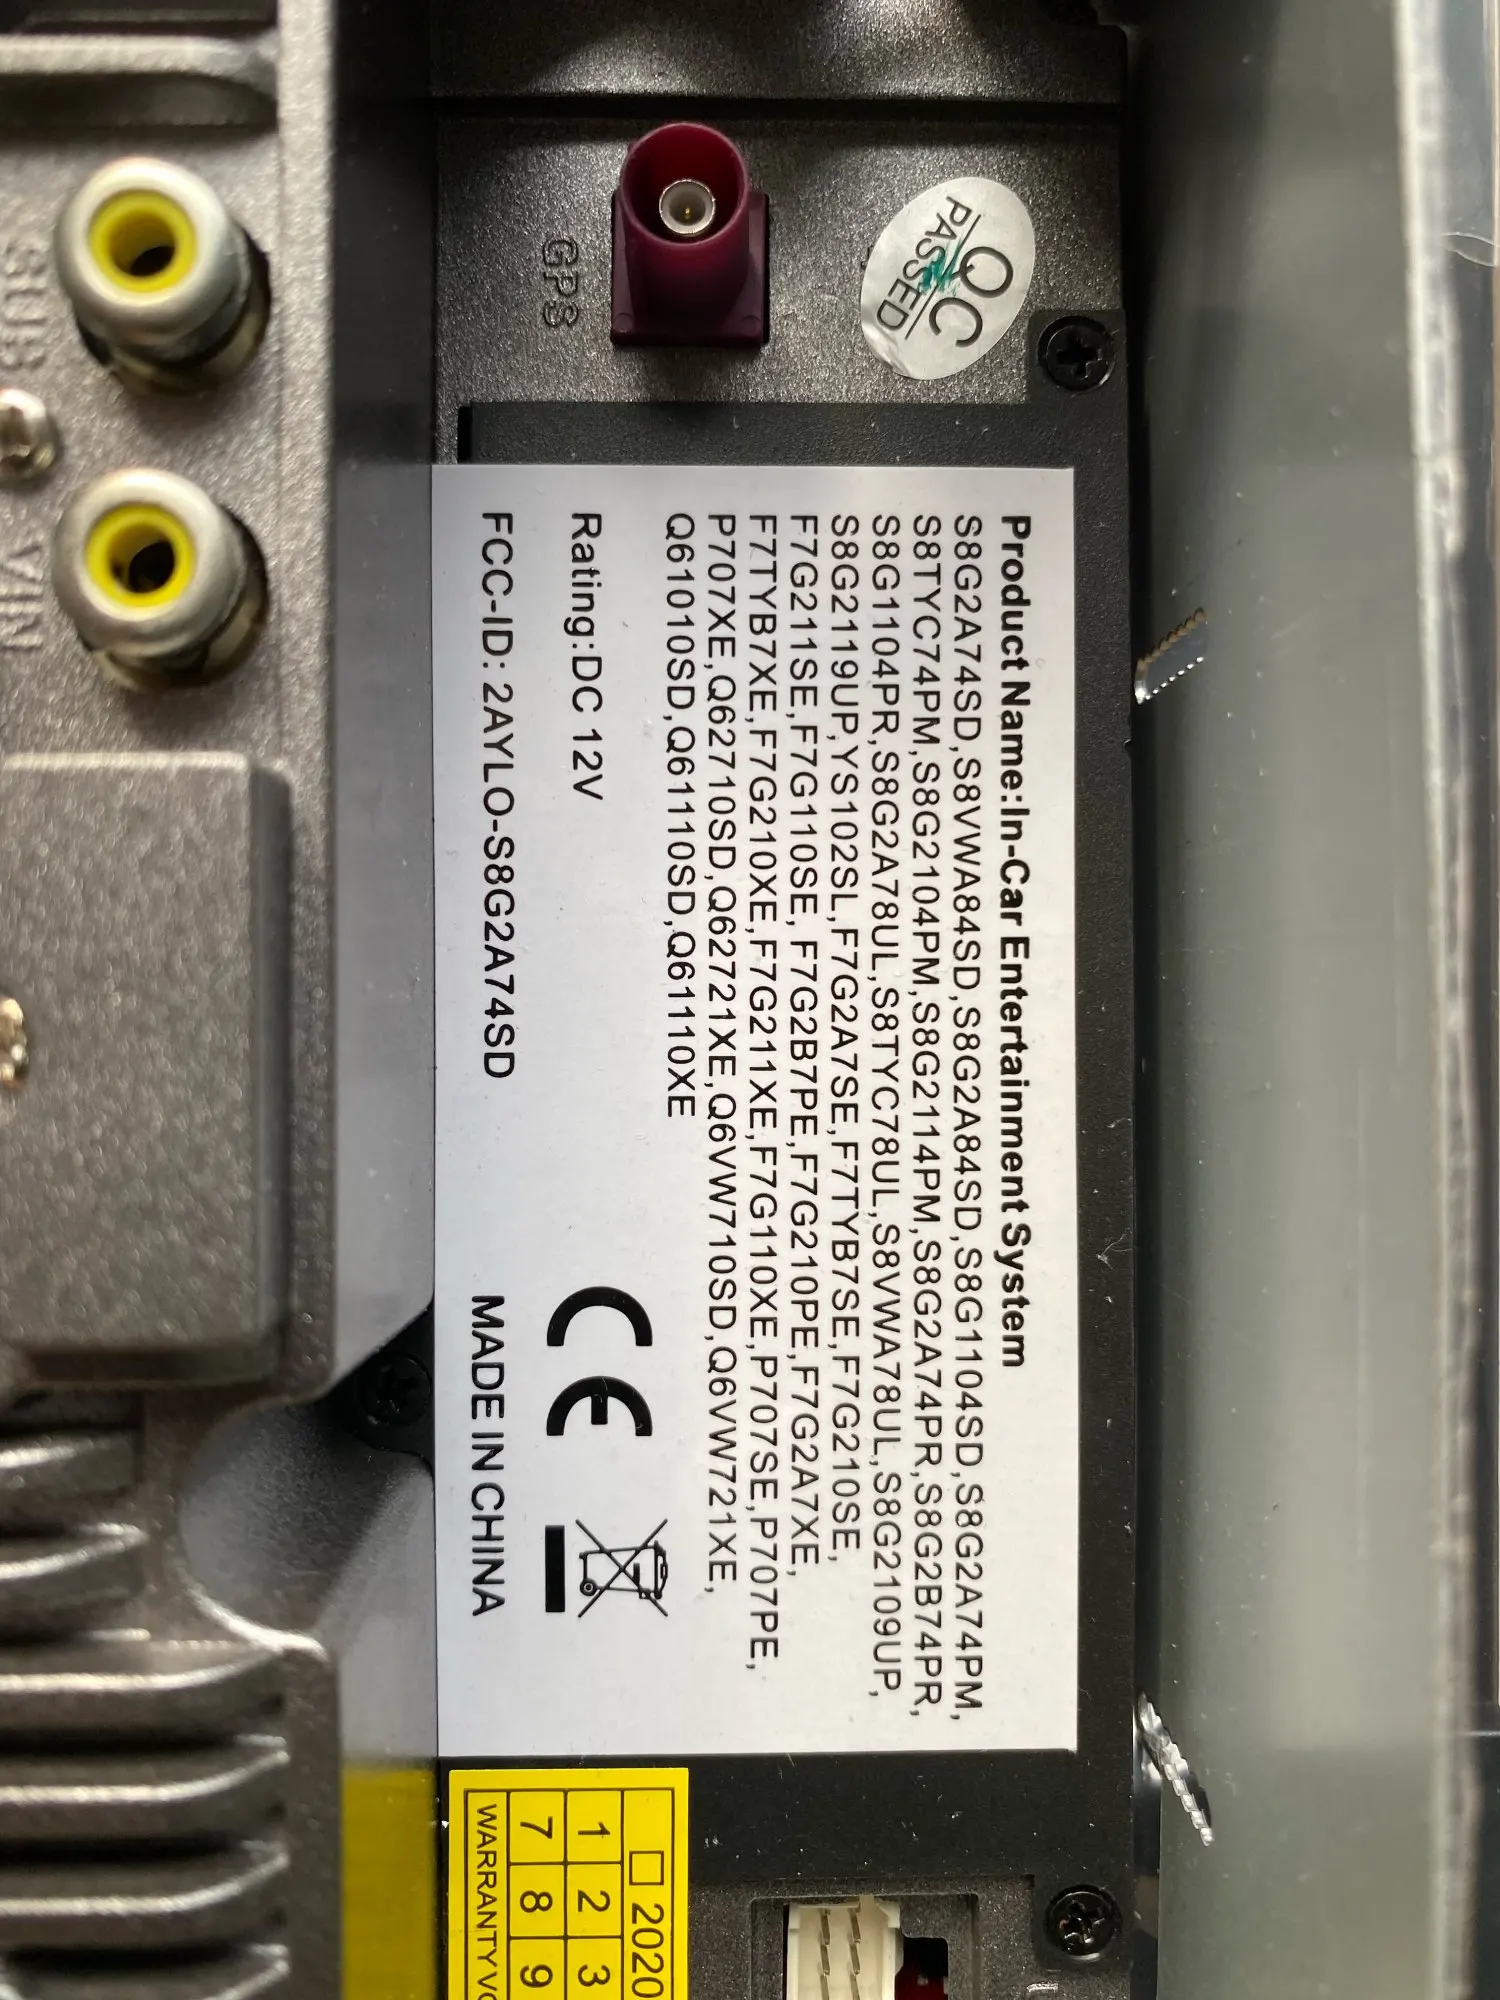 SUB
VIN
GPS
QC
PASSED
Product Name:In-Car Entertainment System
S8G2A74SD,S8VWA84SD,S8G2A84SD,S8G1104SD,S8G2A74PM,
S8TYC74PM,S8G2104PM,S8G2114PM,S8G2A74PR,S8G2B74PR,
S8G1104PR,S8G2A78UL,S8TYC78UL,S8VWA78UL,S8G2109UP,
S8G2119UP,YS102SL,F7G2A7SE,F7TYB7SE,F7G210SE,
F7G211SE,F7G110SE, F7G2B7PE,F7G210PE,F7G2A7XE,
F7TYB7XE,F7G210XE,F7G211XE,F7G110XE,P707SE,P707PE,
P707XE,Q62710SD,Q62721XE,Q6VW710SD,Q6VW721XE,
Q61010SD,Q61110SD,Q61110XE
Rating:DC 12V
CE
FCC-ID: 2AYLO-S8G2A74SD
MADE IN CHINA
2020
1 2 3
7 8 9
WARRANTY